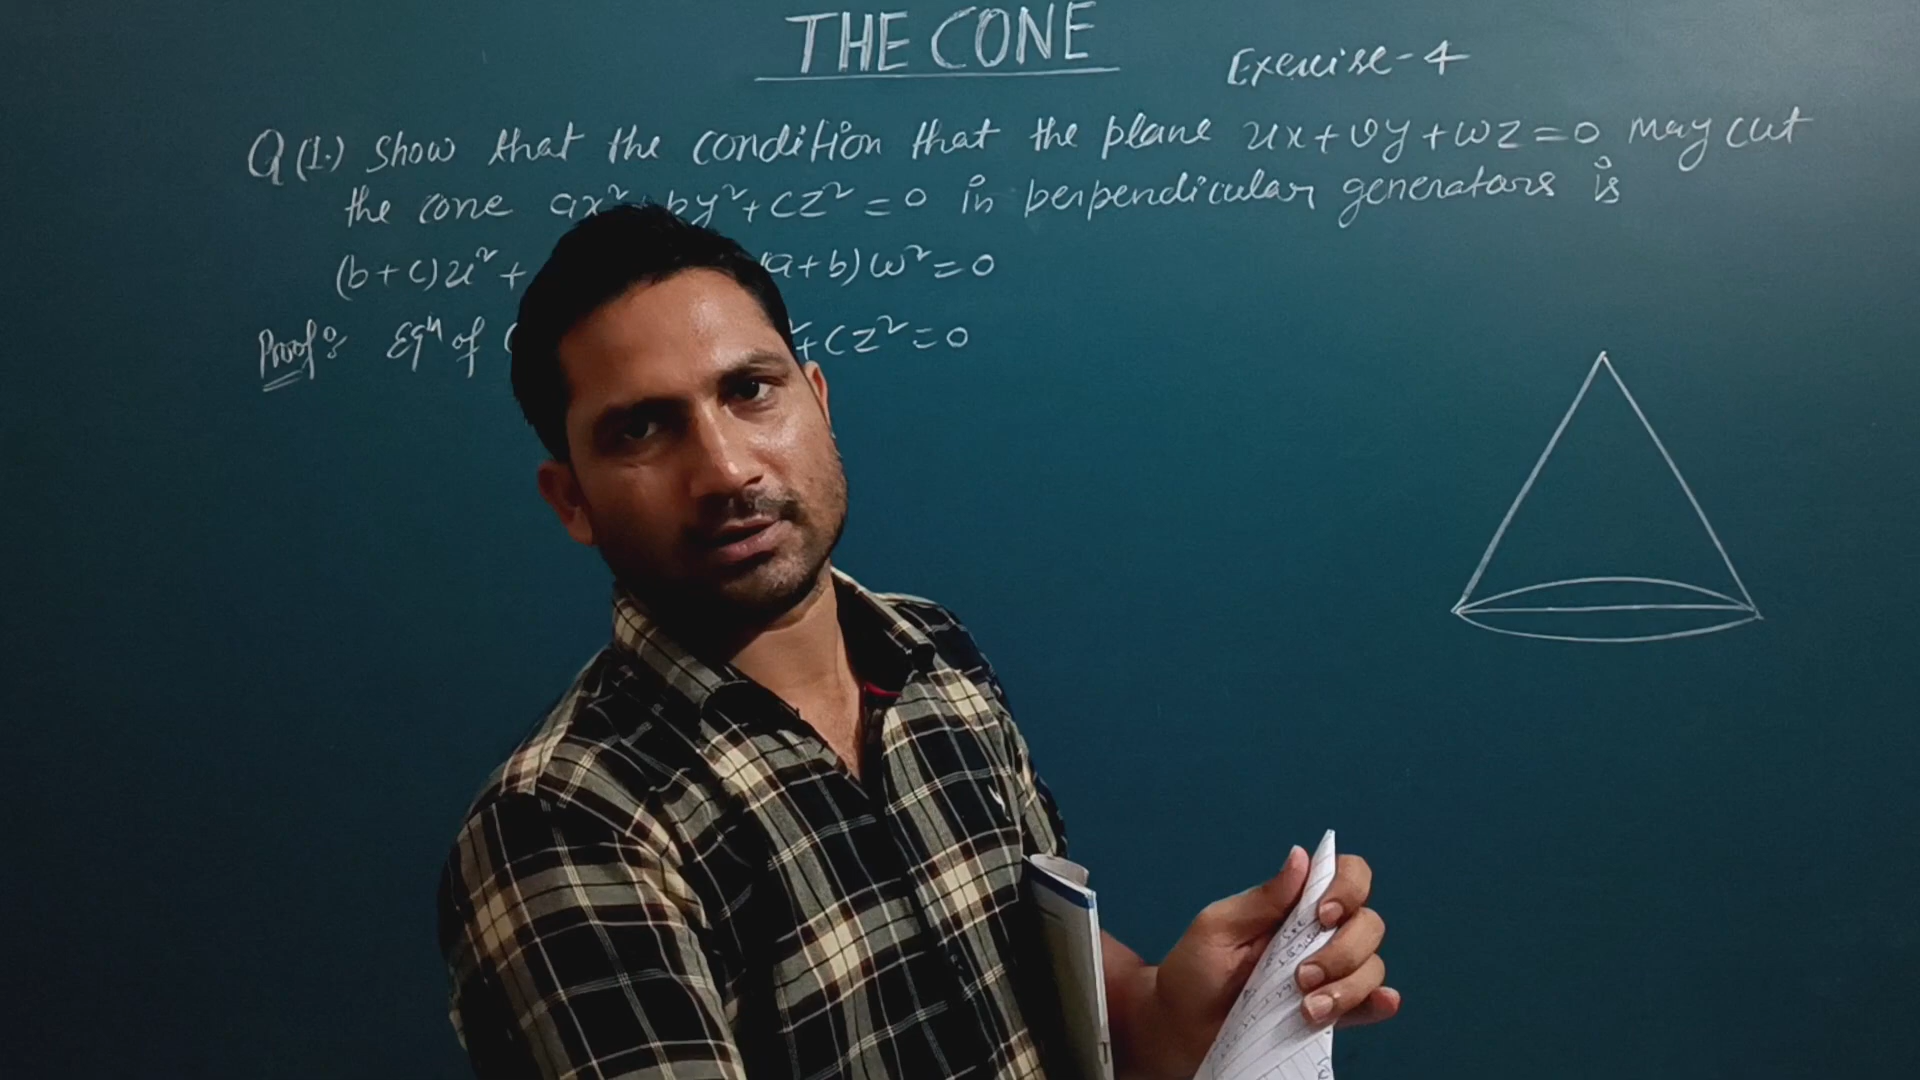 THE CONE
Exercise-4
Q(1.) Show that the condition that the plane ux+vy+wz=0 may cut
the cone ax² by²+cz²=0 in perpendicular generators is
(b+c)u²+ a+b)w²=0
Proof: Eqⁿ of +cz²=0